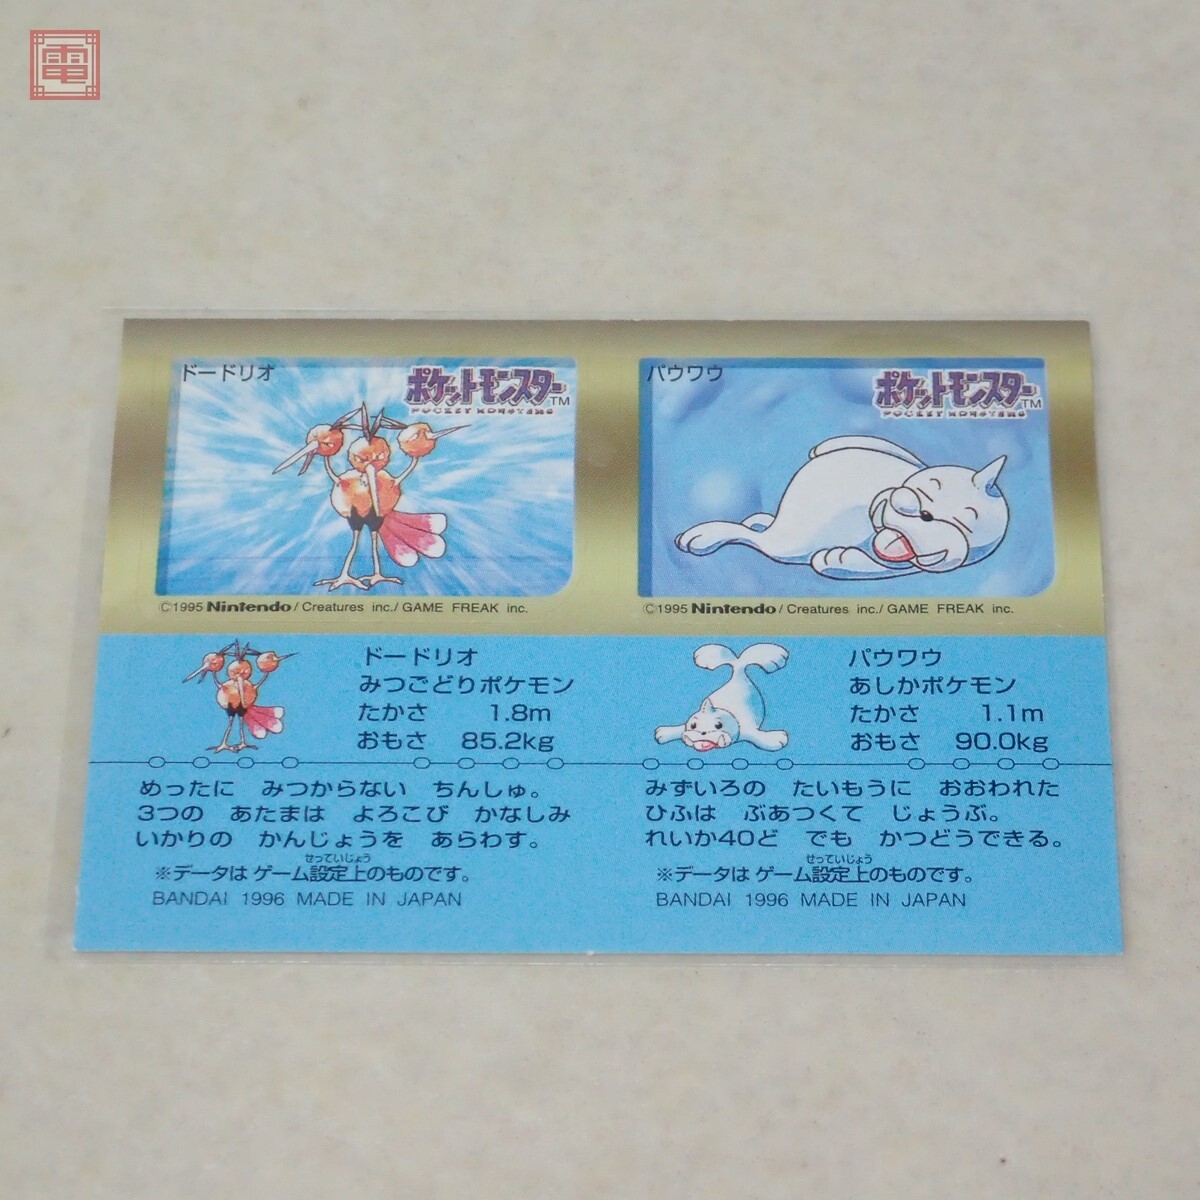 電
ドードリオ
ポケットモンスター™
POCKET MONSTERS
©1995 Nintendo / Creatures inc. / GAME FREAK inc.
パウワウ
ポケットモンスター™
POCKET MONSTERS
©1995 Nintendo / Creatures inc. / GAME FREAK inc.
ドードリオ
みつごどりポケモン
たかさ 1.8m
おもさ 85.2kg
めったに みつからない ちんしゅ。
3つの あたまは よろこび かなしみ
いかりの かんじょうを あらわす。
せっていじょう
※データは ゲーム設定上のものです。
BANDAI 1996 MADE IN JAPAN
パウワウ
あしかポケモン
たかさ 1.1m
おもさ 90.0kg
みずいろの たいもうに おおわれた
ひふは ぶあつくて じょうぶ。
れいか40ど でも かつどうできる。
せっていじょう
※データは ゲーム設定上のものです。
BANDAI 1996 MADE IN JAPAN